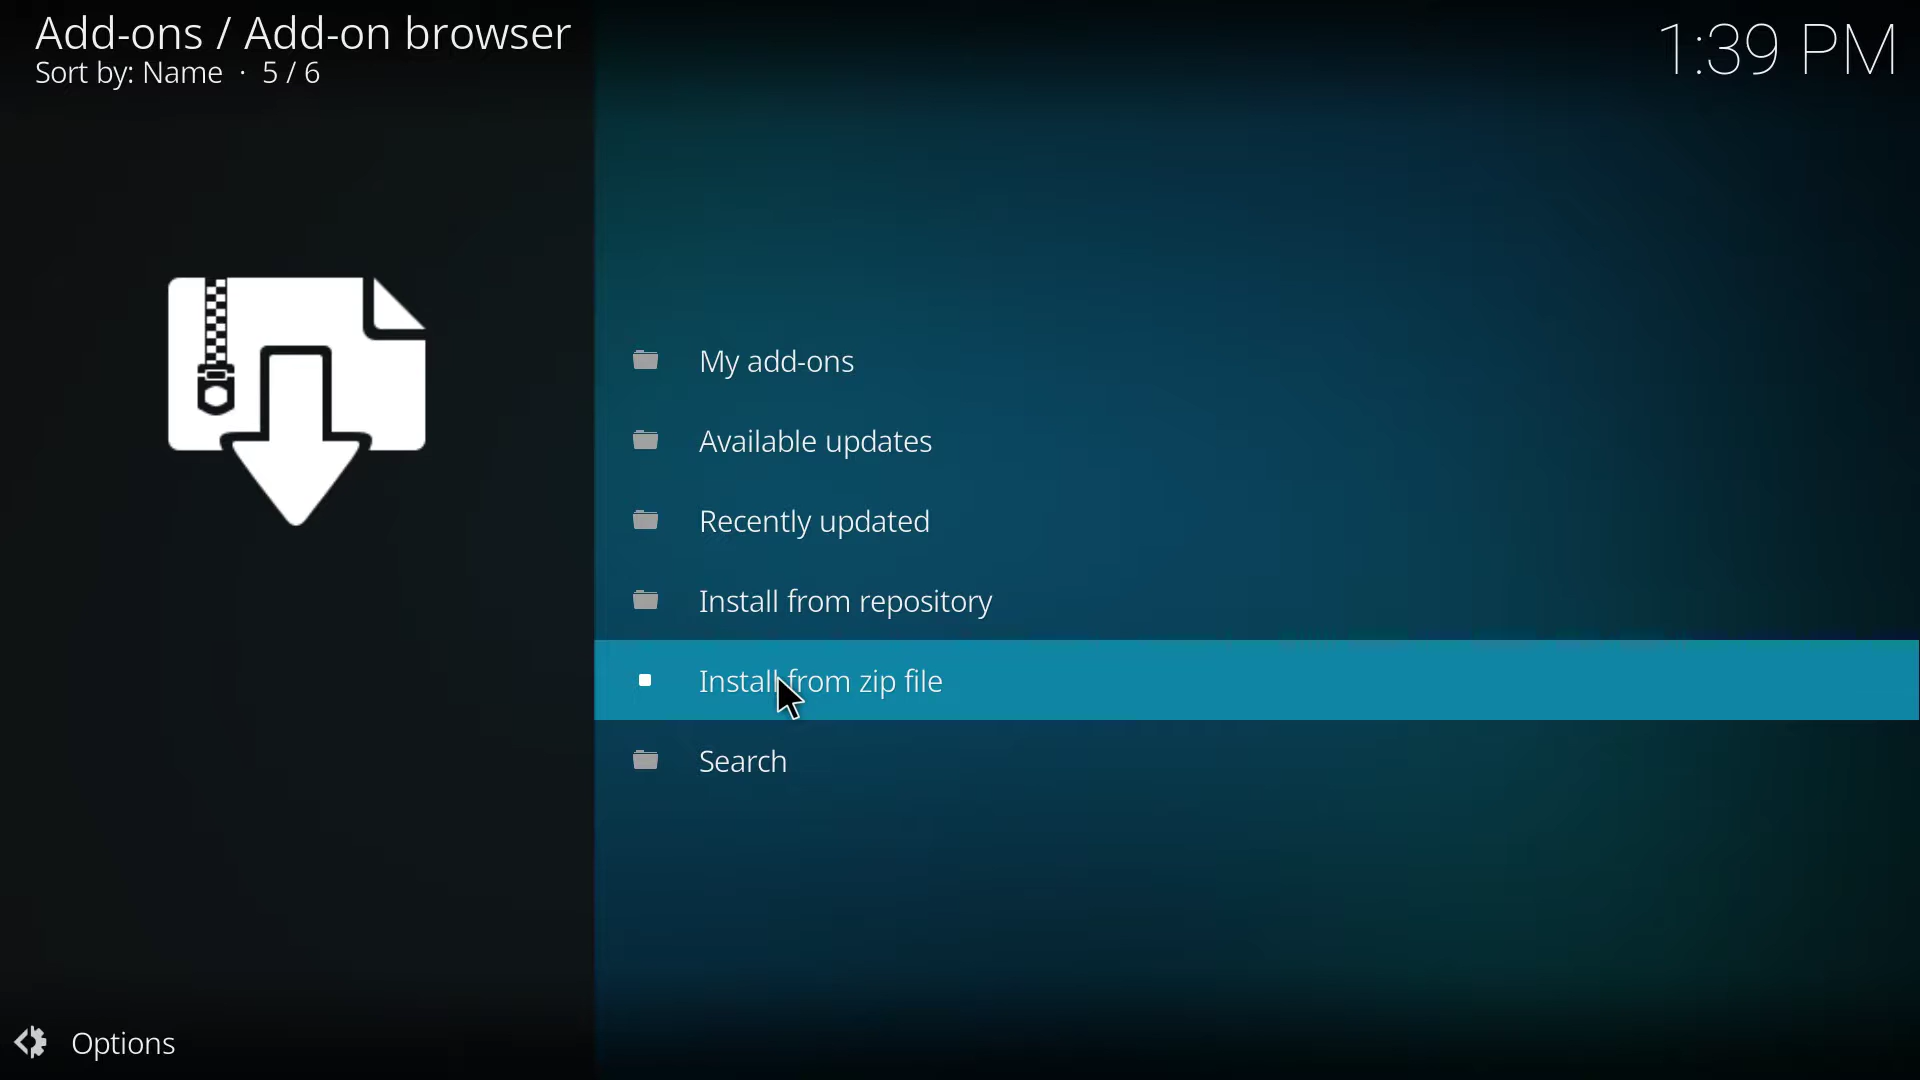 Add-ons / Add-on browser
Sort by: Name · 5 / 6
1:39 PM
My add-ons
Available updates
Recently updated
Install from repository
Install from zip file
Search
Options